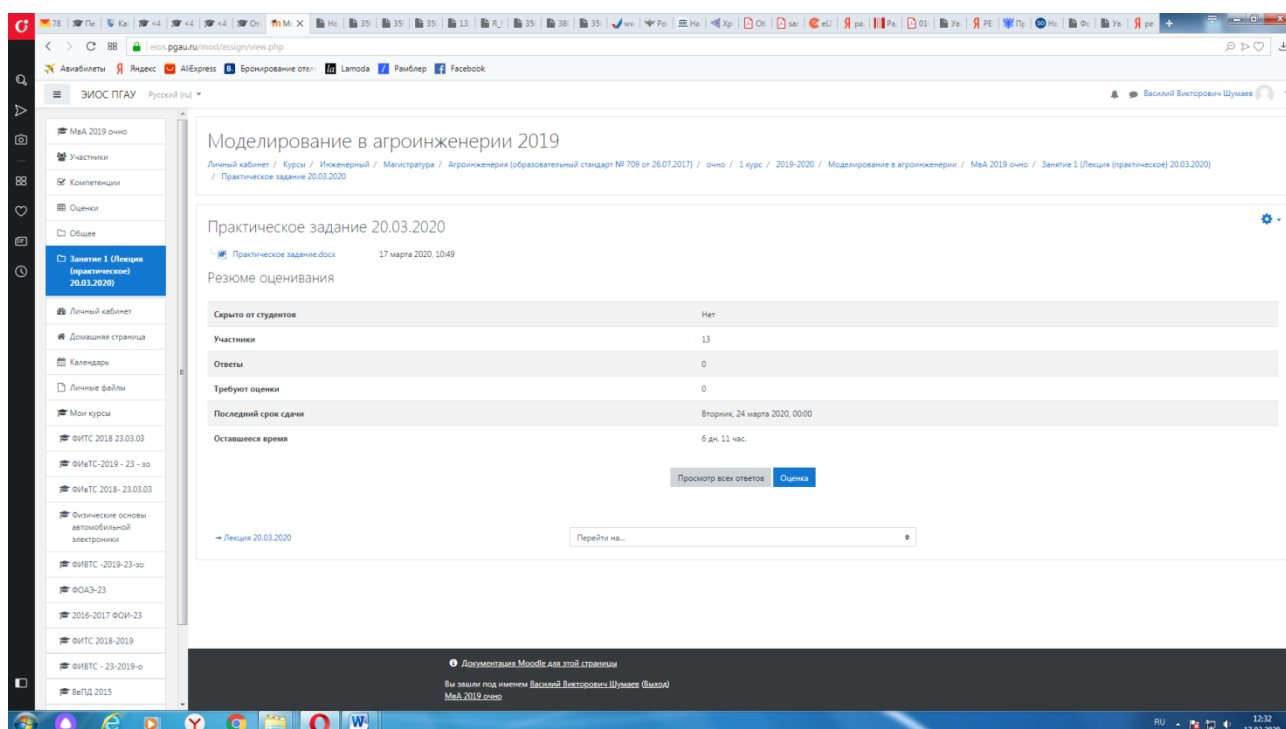 88 eios.pgau.ru/mod/assign/view.php
Авиабилеты Яндекс AliExpress Lamoda Рамблер Facebook
ЭИОС ПГАУ Русский (ru)
Василий Викторович Шумаев
МвА 2019 очно
Участники
Компетенции
Оценки
Общее
Занятие 1 (Лекция
(практическое)
20.03.2020)
Личный кабинет
Домашняя страница
Календарь
Личные файлы
Мои курсы
ФИТС 2018 23.03.03
ФИвТС-2019 - 23 - зо
ФИвТС 2018- 23.03.03
Физические основы
автомобильной
электроники
ФИВТС -2019-23-зо
ФОАЭ-23
2016-2017 ФОИ-23
ФИТС 2018-2019
ФИВТС - 23-2019-о
ВвПД 2015
Моделирование в агроинженерии 2019
Личный кабинет / Курсы / Инженерный / Магистратура / Агроинженерия (образовательный стандарт № 709 от 26.07.2017) / очно / 1 курс / 2019-2020 / Моделирование в агроинженерии / МвА 2019 очно / Занятие 1 (Лекция (практическое) 20.03.2020)
/ Практическое задание 20.03.2020
Практическое задание 20.03.2020
Практическое задание.docx 17 марта 2020, 10:49
Резюме оценивания
Скрыто от студентов Нет
Участники 13
Ответы 0
Требуют оценки 0
Последний срок сдачи Вторник, 24 марта 2020, 00:00
Оставшееся время 6 дн. 11 час.
Просмотр всех ответов Оценка
→ Лекция 20.03.2020 Перейти на...
Документация Moodle для этой страницы
Вы зашли под именем Василий Викторович Шумаев (Выход)
МвА 2019 очно
RU 12:32